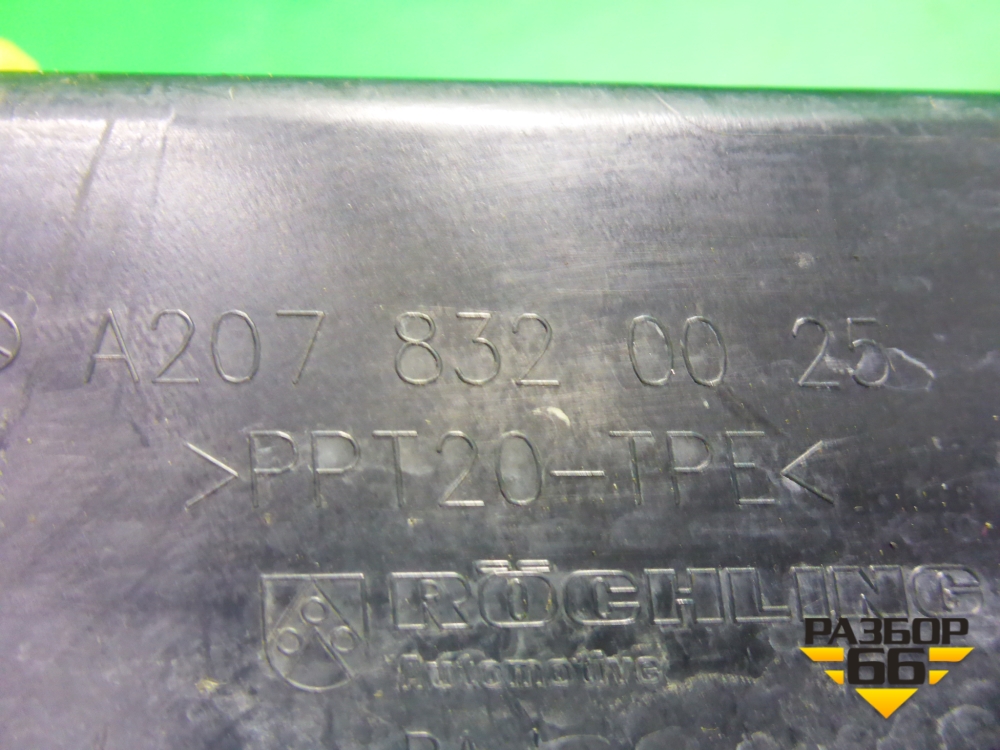 A207 832 00 25
>PPT20-TPE<
RÖCHLING
Automotive
РАЗБОР
66